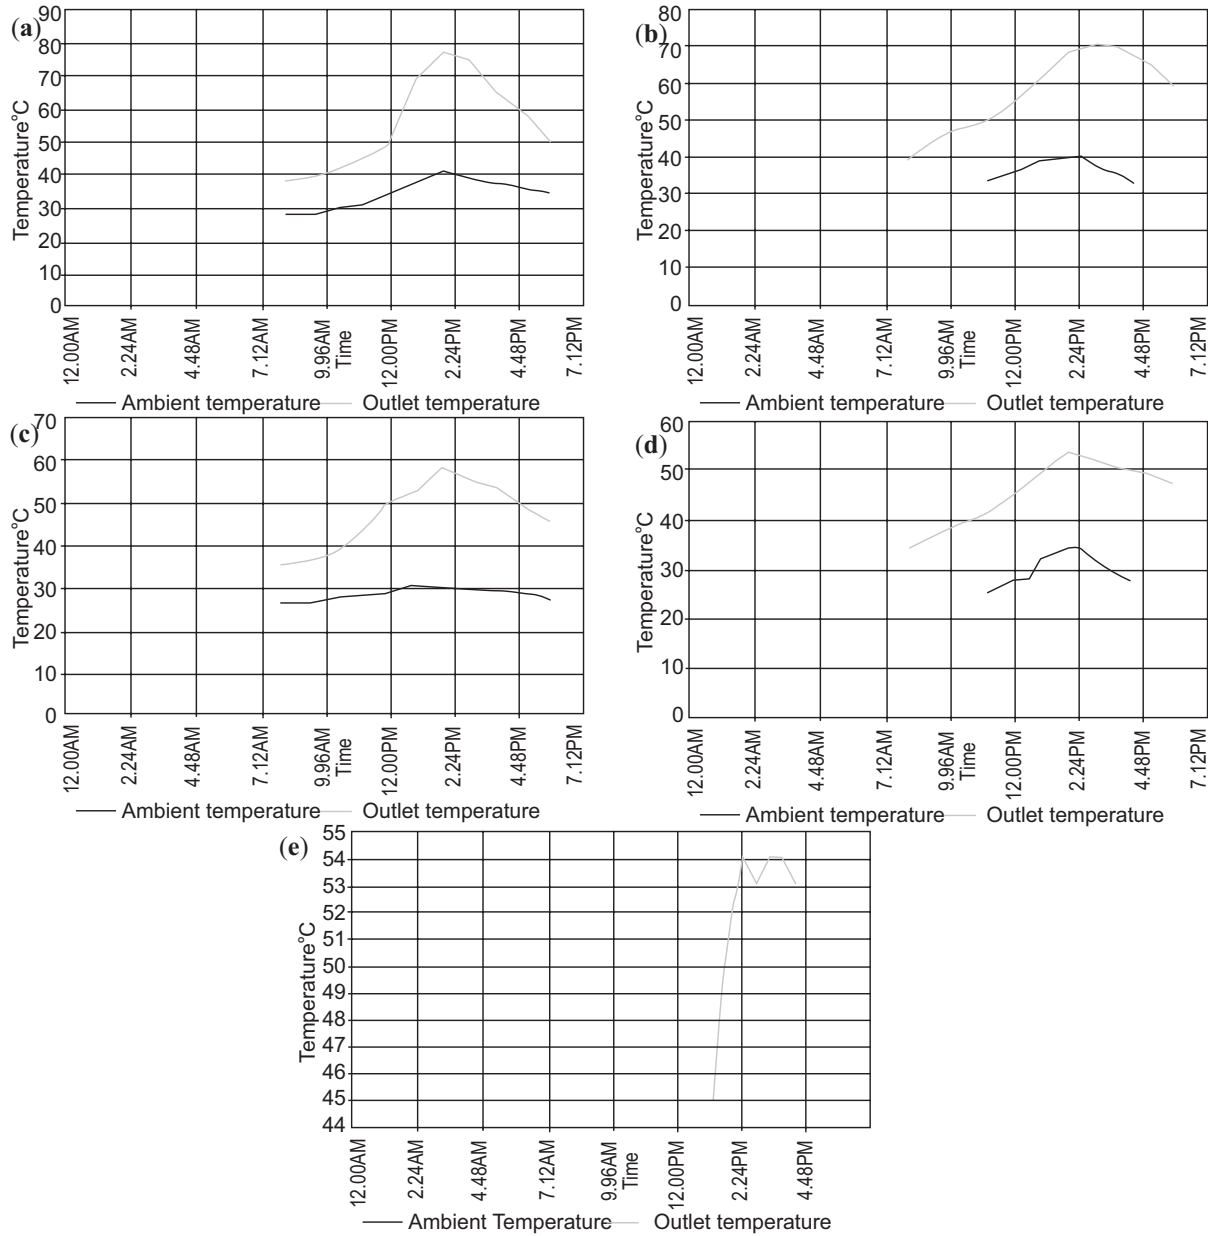 (a)
90
80
70
60
50
40
30
20
10
0
Temperature°C
12.00AM
2.24AM
4.48AM
7.12AM
9.96AM
12.00PM
2.24PM
4.48PM
7.12PM
Time
Ambient temperature Outlet temperature
(b)
80
70
60
50
40
30
20
10
0
Temperature°C
12.00AM
2.24AM
4.48AM
7.12AM
9.96AM
12.00PM
2.24PM
4.48PM
7.12PM
Time
Ambient temperature Outlet temperature
(c)
70
60
50
40
30
20
10
0
Temperature°C
12.00AM
2.24AM
4.48AM
7.12AM
9.96AM
12.00PM
2.24PM
4.48PM
7.12PM
Time
Ambient temperature Outlet temperature
(d)
60
50
40
30
20
10
0
Temperature°C
12.00AM
2.24AM
4.48AM
7.12AM
9.96AM
12.00PM
2.24PM
4.48PM
7.12PM
Time
Ambient temperature Outlet temperature
(e)
55
54
53
52
51
50
49
48
47
46
45
44
Temperature°C
12.00AM
2.24AM
4.48AM
7.12AM
9.96AM
12.00PM
2.24PM
4.48PM
Time
Ambient Temperature Outlet temperature